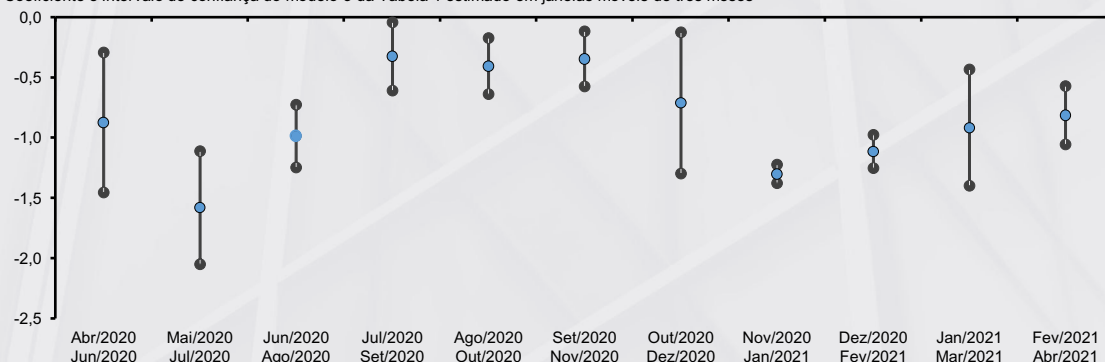 Coeficiente e intervalo de confiança do modelo 3 da Tabela 1 estimado em janelas móveis de três meses
0,0
-0,5
-1,0
-1,5
-2,0
-2,5
Abr/2020 Mai/2020 Jun/2020 Jul/2020 Ago/2020 Set/2020 Out/2020 Nov/2020 Dez/2020 Jan/2021 Fev/2021
Jun/2020 Jul/2020 Ago/2020 Set/2020 Out/2020 Nov/2020 Dez/2020 Jan/2021 Fev/2021 Mar/2021 Abr/2021